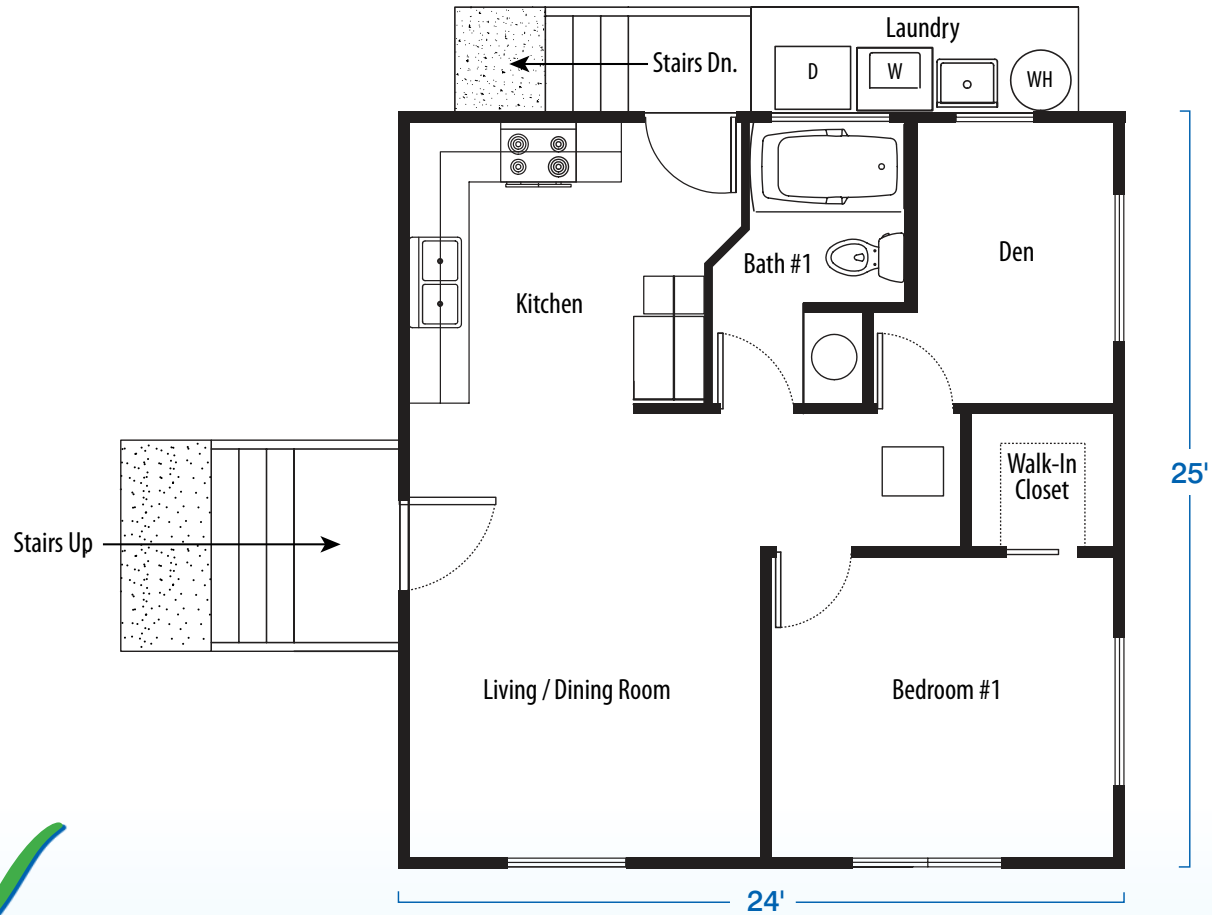 Laundry
Stairs Dn.
D
W
WH
Bath #1
Den
Kitchen
Walk-In
Closet
25'
Stairs Up
Living / Dining Room
Bedroom #1
24'